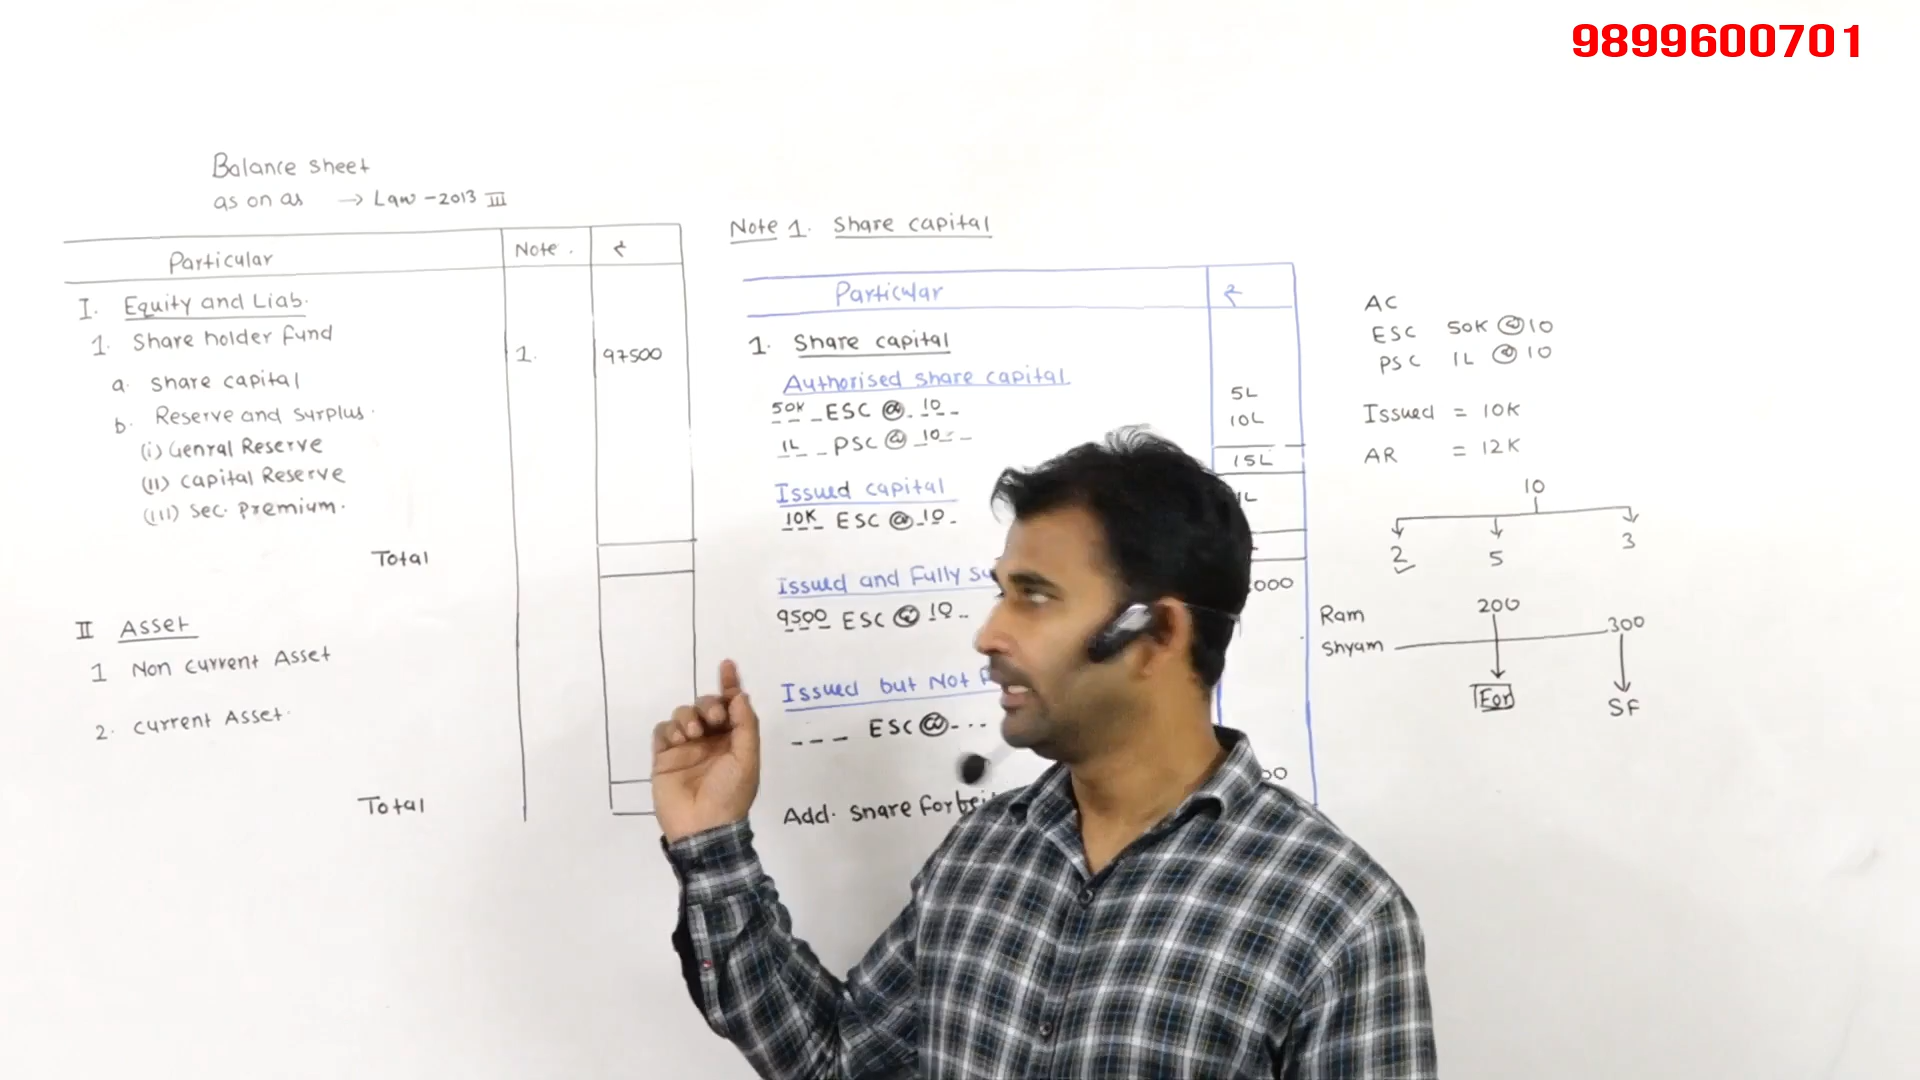 9899600701
Balance sheet
as on as → Law -2013 III
Particular Note. ₹
I. Equity and Liab.
1. Share holder fund
1. 97500
a. Share capital
b. Reserve and surplus.
(i) Genral Reserve
(II) Capital Reserve
(III) Sec. Premium.
Total
II Asset
1 Non Current Asset
2. Current Asset.
Total
Note 1. Share capital
Particular ₹
1. Share capital
Authorised share capital
50K ESC @ 10 5L
1L PSC @ 10 10L
15L
Issued capital
10K ESC @ 10
Issued and Fully
9500 ESC @ 10
Issued but Not
ESC @
Add.
AC
ESC 50K @ 10
PSC 1L @ 10
Issued = 10K
AR = 12K
10
2 5 3
Ram 200
Shyam 300
For
SF